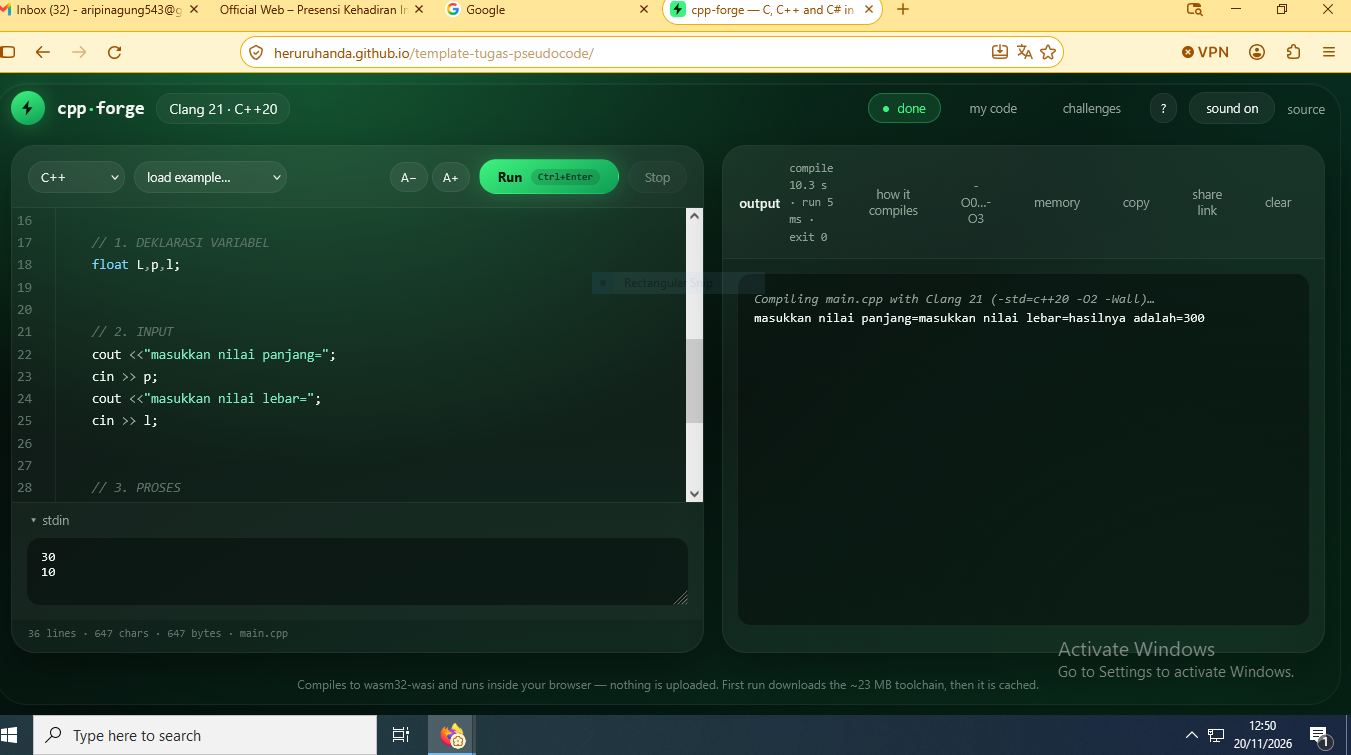 Inbox (32) - aripinagung543@g
Official Web – Presensi Kehadiran In
Google
cpp-forge — C, C++ and C# in
heruruhanda.github.io/template-tugas-pseudocode/
VPN
cpp·forge
Clang 21 · C++20
done
my code
challenges
?
sound on
source
C++
load example...
A−
A+
Run Ctrl+Enter
Stop
16
17 // 1. DEKLARASI VARIABEL
18 float L,p,l;
19
20
21 // 2. INPUT
22 cout <<"masukkan nilai panjang=";
23 cin >> p;
24 cout <<"masukkan nilai lebar=";
25 cin >> l;
26
27
28 // 3. PROSES
stdin
30
10
36 lines · 647 chars · 647 bytes · main.cpp
output
compile
10.3 s
· run 5
ms ·
exit 0
how it
compiles
-
O0…-
O3
memory
copy
share
link
clear
Rectangular Snip
Compiling main.cpp with Clang 21 (-std=c++20 -O2 -Wall)…
masukkan nilai panjang=masukkan nilai lebar=hasilnya adalah=300
Activate Windows
Go to Settings to activate Windows.
Compiles to wasm32-wasi and runs inside your browser — nothing is uploaded. First run downloads the ~23 MB toolchain, then it is cached.
Type here to search
12:50
20/11/2026
1